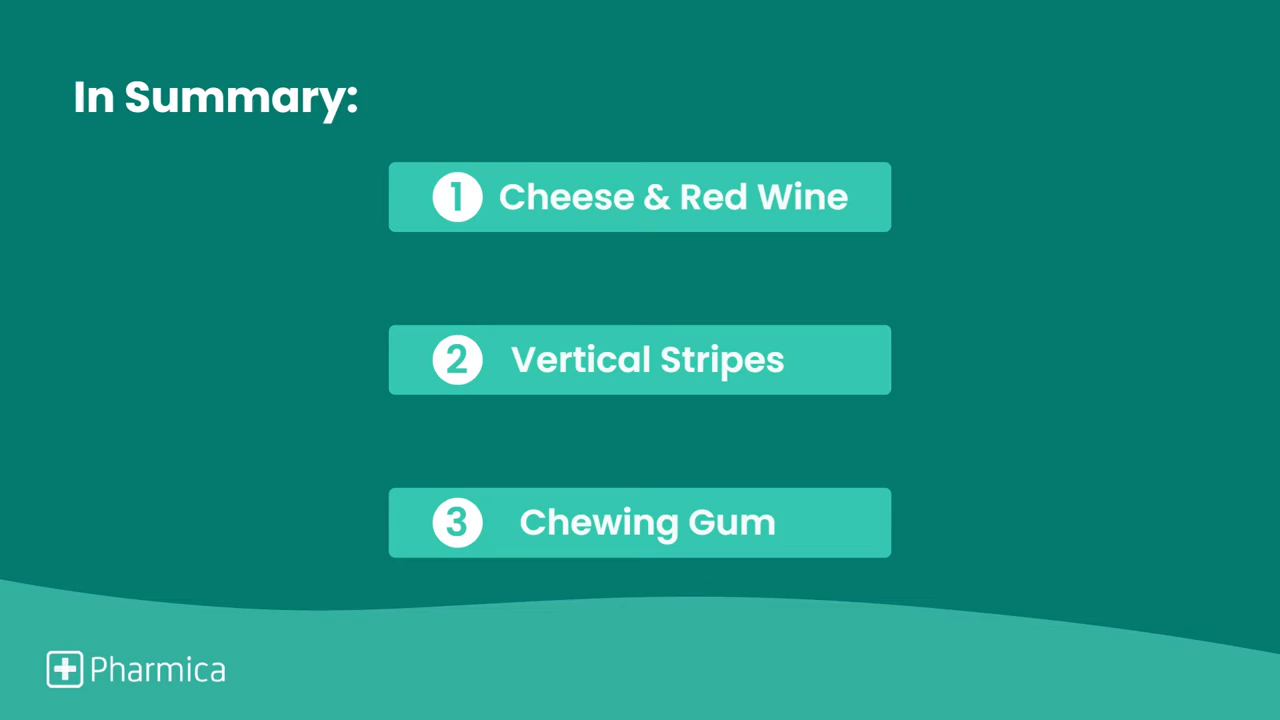 In Summary:
1 Cheese & Red Wine
2 Vertical Stripes
3 Chewing Gum
Pharmica